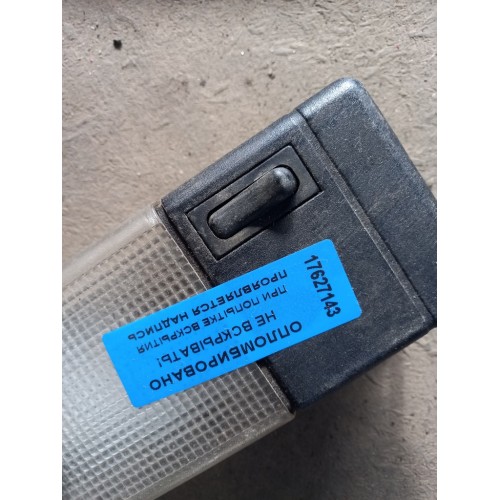 ОПЛОМБИРОВАНО
НЕ ВСКРЫВАТЬ!
ПРИ ПОПЫТКЕ ВСКРЫТИЯ
ПРОЯВЛЯЕТСЯ НАДПИСЬ
17627143